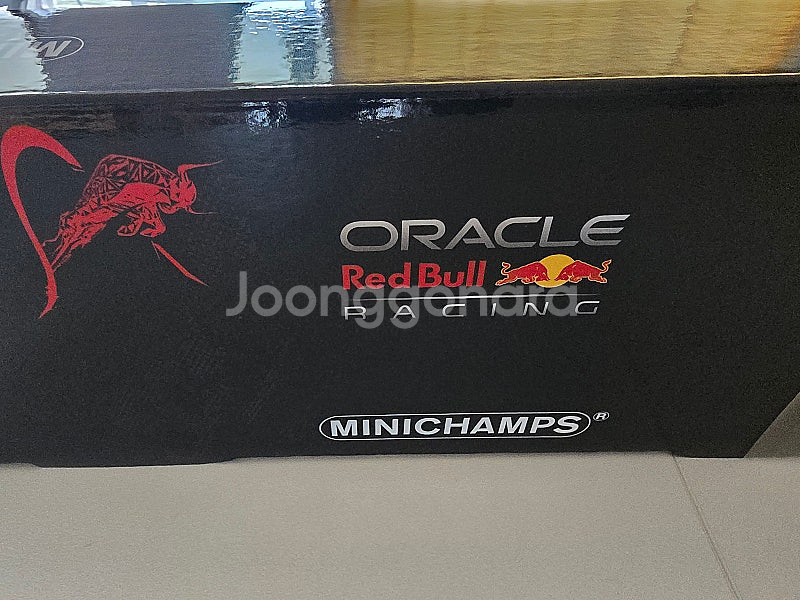 ORACLE
Red Bull
RACING
Joonggonara
MINICHAMPS®